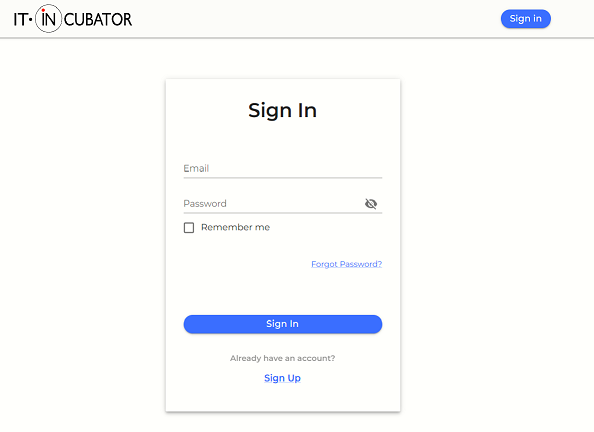 IT·INCUBATOR
Sign in
Sign In
Email
Password
Remember me
Forgot Password?
Sign In
Already have an account?
Sign Up